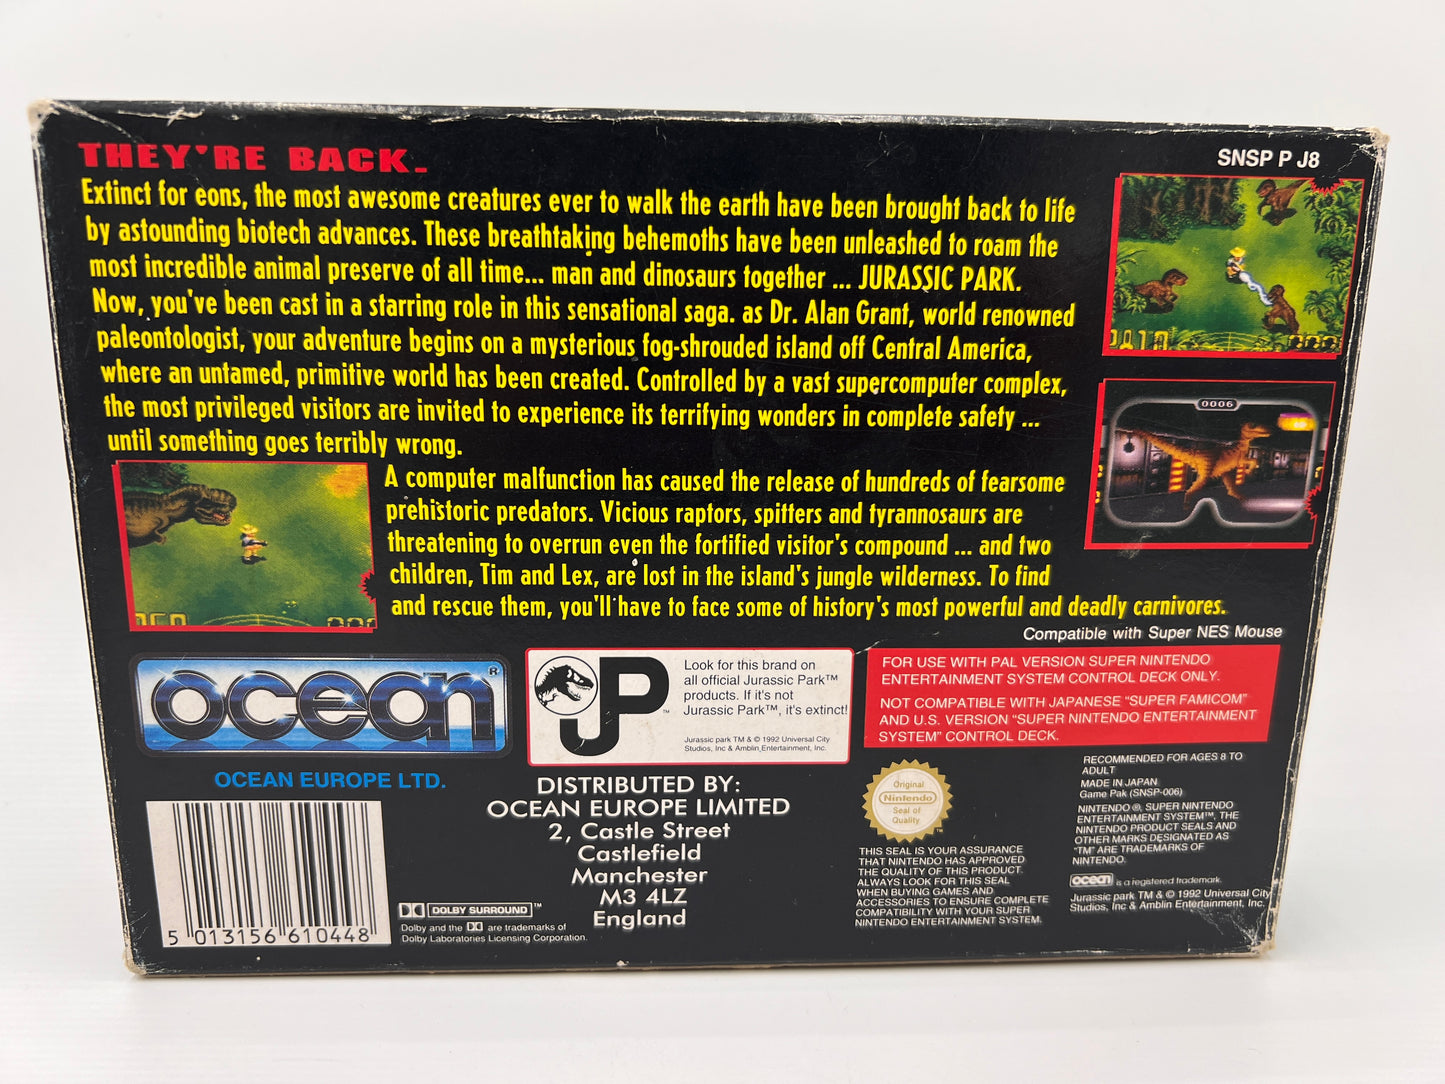 THEY'RE BACK..
SNSP P J8
Extinct for eons, the most awesome creatures ever to walk the earth have been brought back to life
by astounding biotech advances. These breathtaking behemoths have been unleashed to roam the
most incredible animal preserve of all time... man and dinosaurs together ... JURASSIC PARK.
Now, you've been cast in a starring role in this sensational saga. as Dr. Alan Grant, world renowned
paleontologist, your adventure begins on a mysterious fog-shrouded island off Central America,
where an untamed, primitive world has been created. Controlled by a vast supercomputer complex,
the most privileged visitors are invited to experience its terrifying wonders in complete safety ...
until something goes terribly wrong.
A computer malfunction has caused the release of hundreds of fearsome
prehistoric predators. Vicious raptors, spitters and tyrannosaurs are
threatening to overrun even the fortified visitor's compound ... and two
children, Tim and Lex, are lost in the island's jungle wilderness. To find
and rescue them, you'll have to face some of history's most powerful and deadly carnivores.
0006
Compatible with Super NES Mouse
ocean®
OCEAN EUROPE LTD.
JP™
Look for this brand on
all official Jurassic Park™
products. If it's not
Jurassic Park™, it's extinct!
Jurassic park TM & © 1992 Universal City
Studios, Inc & Amblin Entertainment, Inc.
FOR USE WITH PAL VERSION SUPER NINTENDO
ENTERTAINMENT SYSTEM CONTROL DECK ONLY.
NOT COMPATIBLE WITH JAPANESE "SUPER FAMICOM"
AND U.S. VERSION "SUPER NINTENDO ENTERTAINMENT
SYSTEM" CONTROL DECK.
5 013156 610448
DOLBY SURROUND™
Dolby and the DD are trademarks of
Dolby Laboratories Licensing Corporation.
DISTRIBUTED BY:
OCEAN EUROPE LIMITED
2, Castle Street
Castlefield
Manchester
M3 4LZ
England
Original
Nintendo
Seal of
Quality
™
THIS SEAL IS YOUR ASSURANCE
THAT NINTENDO HAS APPROVED
THE QUALITY OF THIS PRODUCT.
ALWAYS LOOK FOR THIS SEAL
WHEN BUYING GAMES AND
ACCESSORIES TO ENSURE COMPLETE
COMPATIBILITY WITH YOUR SUPER
NINTENDO ENTERTAINMENT SYSTEM.
RECOMMENDED FOR AGES 8 TO
ADULT
MADE IN JAPAN
Game Pak (SNSP-006)
NINTENDO ®, SUPER NINTENDO
ENTERTAINMENT SYSTEM™, THE
NINTENDO PRODUCT SEALS AND
OTHER MARKS DESIGNATED AS
"TM" ARE TRADEMARKS OF
NINTENDO.
ocean is a registered trademark.
Jurassic park TM & © 1992 Universal City
Studios, Inc & Amblin Entertainment, Inc.